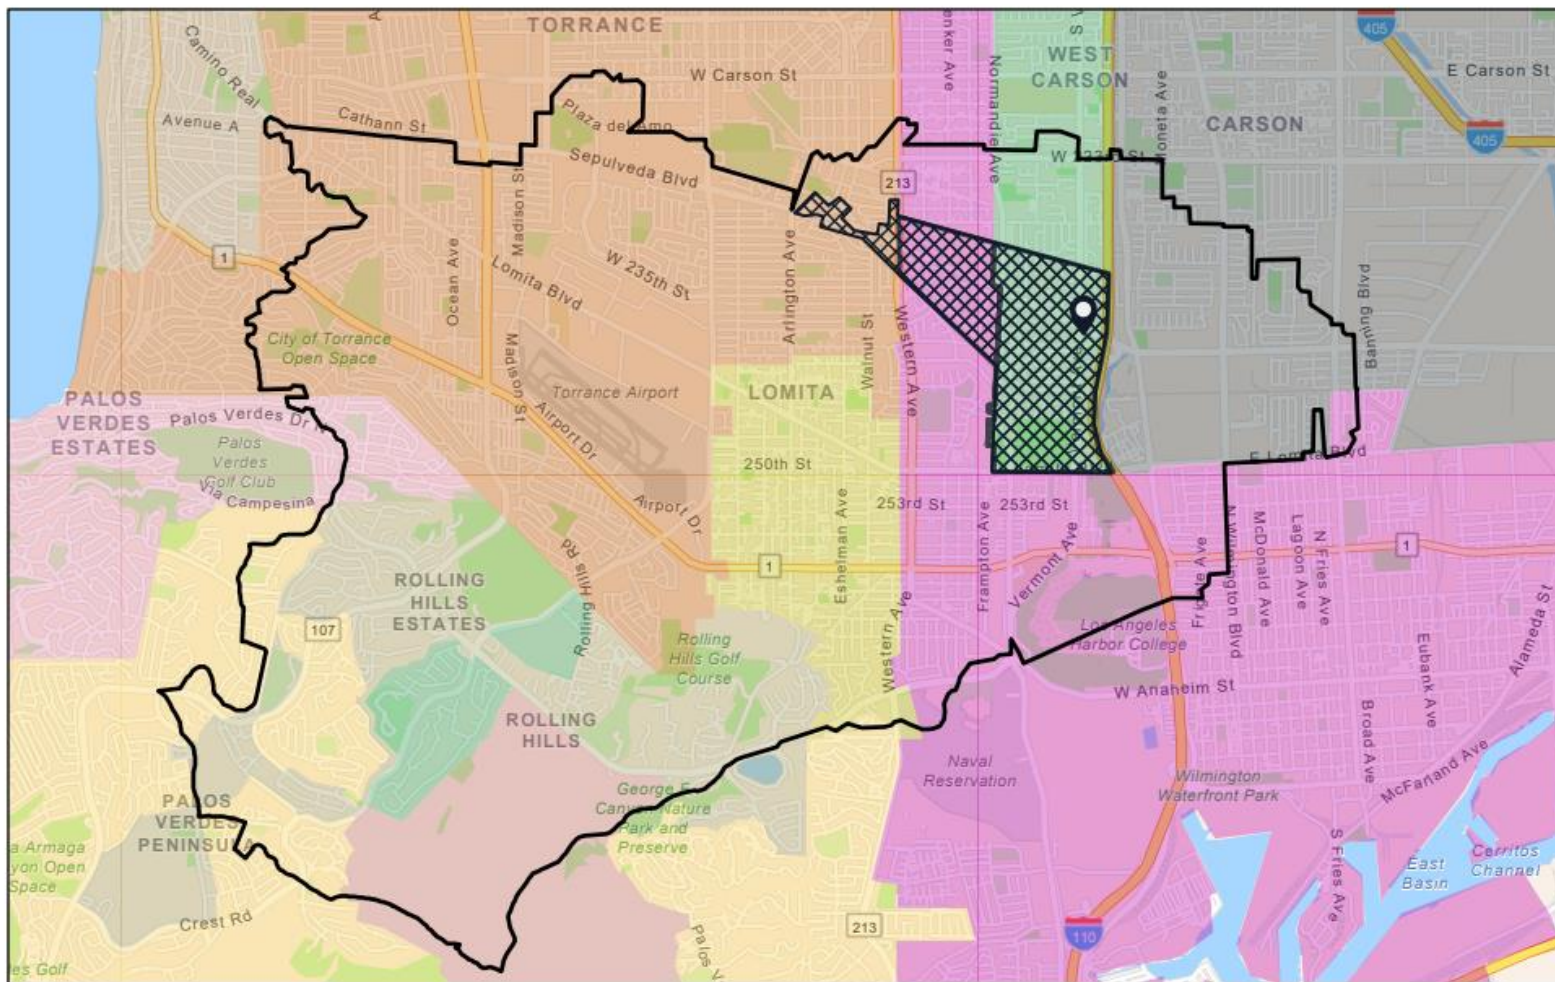 TORRANCE
WEST
CARSON
405
E Carson St
W Carson St
Camino Real
Avenue A
Cathann St
Plaza del Amo
Sepulveda Blvd
Normandie Ave
CARSON
405
213
Madison St
Ocean Ave
Lomita Blvd
W 235th St
Arlington Ave
1
Banning Blvd
City of Torrance
Open Space
Madison St
Torrance Airport
Walnut St
Western Ave
LOMITA
PALOS
VERDES
ESTATES
Palos Verdes Dr
Palos
Verdes
Golf Club
Via Campesina
Airport Dr
250th St
Airport Dr
253rd St
253rd St
Eshelman Ave
Frampton Ave
Vermont Ave
Frigate Ave
N Wilmington Blvd
McDonald Ave
Lagoon Ave
N Fries Ave
1
1
ROLLING
HILLS
ESTATES
Rolling Hills Rd
107
Rolling
Hills Golf
Course
Western Ave
Los Angeles
Harbor College
W Anaheim St
Eubank Ave
Alameda St
Broad Ave
McFarland Ave
ROLLING
HILLS
Naval
Reservation
Wilmington
Waterfront Park
PALOS
VERDES
PENINSULA
George F
Canyon Nature
Park and
Preserve
a Armaga
yon Open
Space
Crest Rd
S Fries Ave
East
Basin
Cerritos
Channel
213
110
Palos V
les Golf